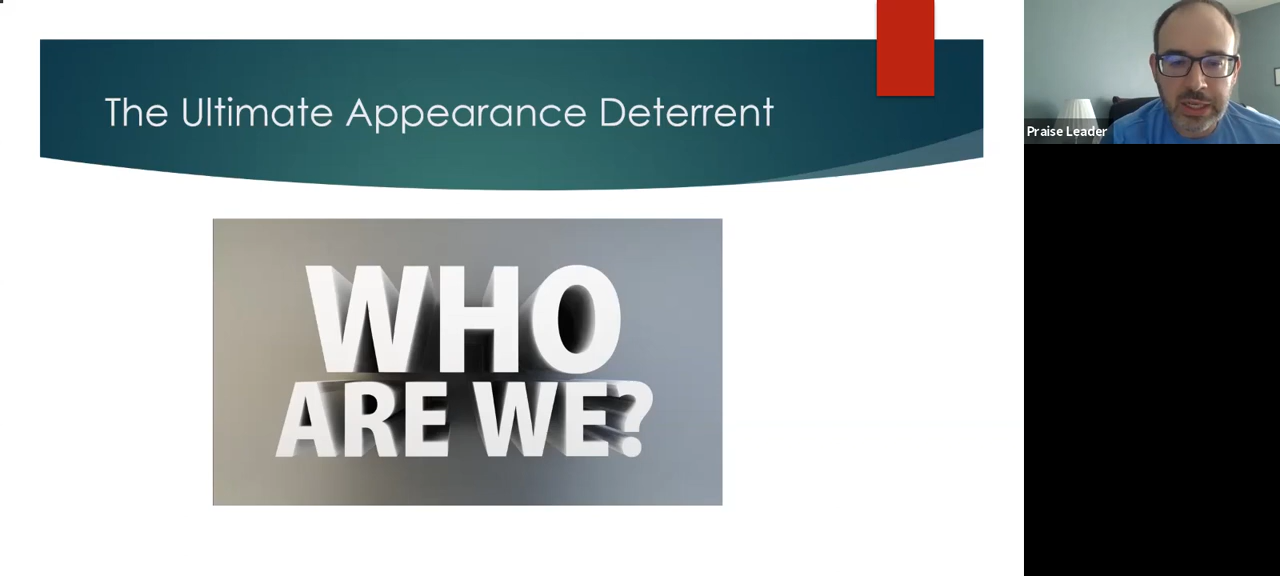 The Ultimate Appearance Deterrent
WHO
ARE WE?
Praise Leader